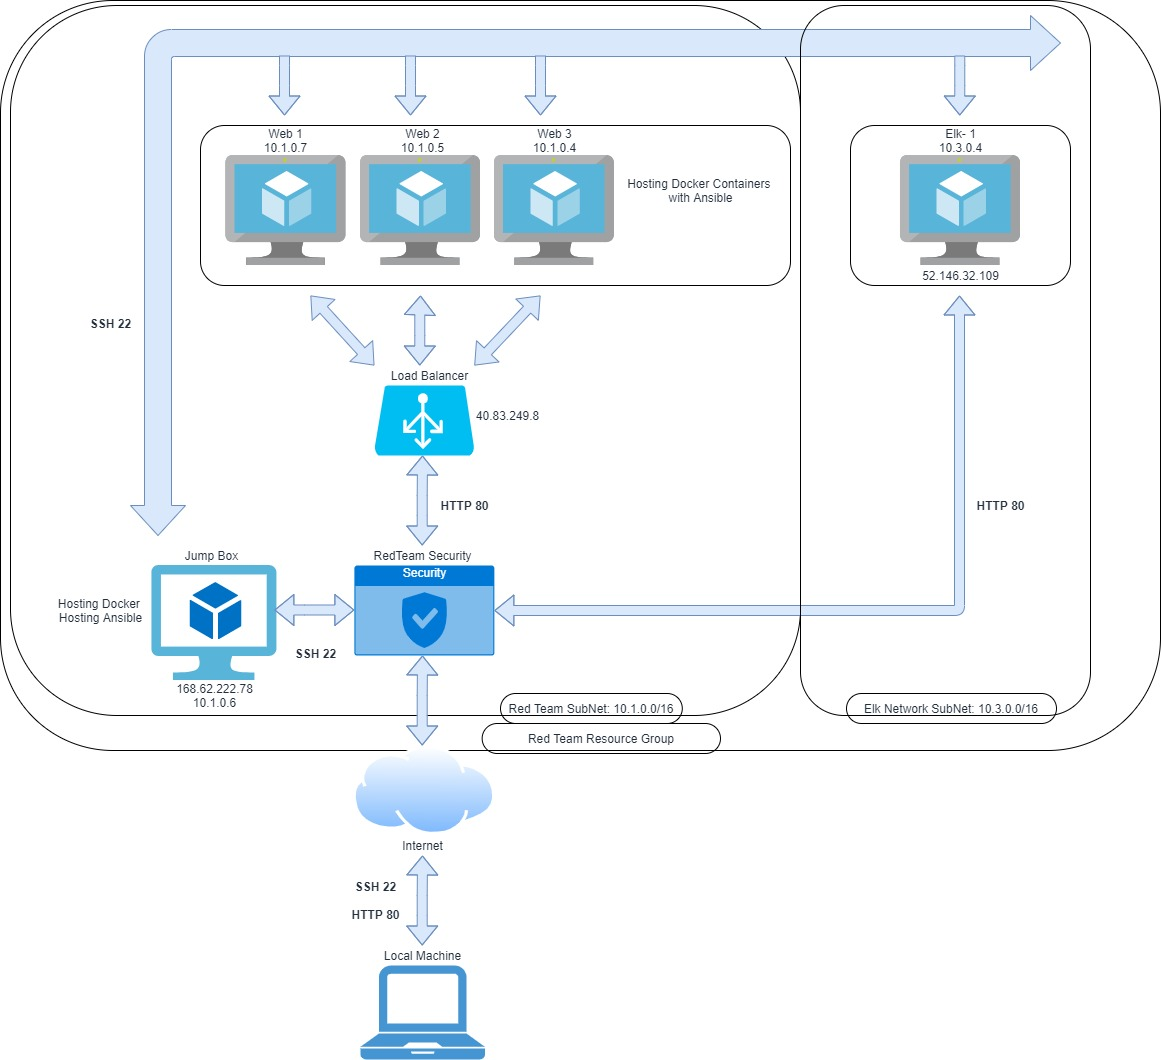 Web 1
10.1.0.7
Web 2
10.1.0.5
Web 3
10.1.0.4
Hosting Docker Containers
with Ansible
Elk- 1
10.3.0.4
52.146.32.109
SSH 22
Load Balancer
40.83.249.8
HTTP 80
HTTP 80
Jump Box
Hosting Docker
Hosting Ansible
168.62.222.78
10.1.0.6
SSH 22
RedTeam Security
Security
Red Team SubNet: 10.1.0.0/16
Elk Network SubNet: 10.3.0.0/16
Red Team Resource Group
Internet
SSH 22
HTTP 80
Local Machine